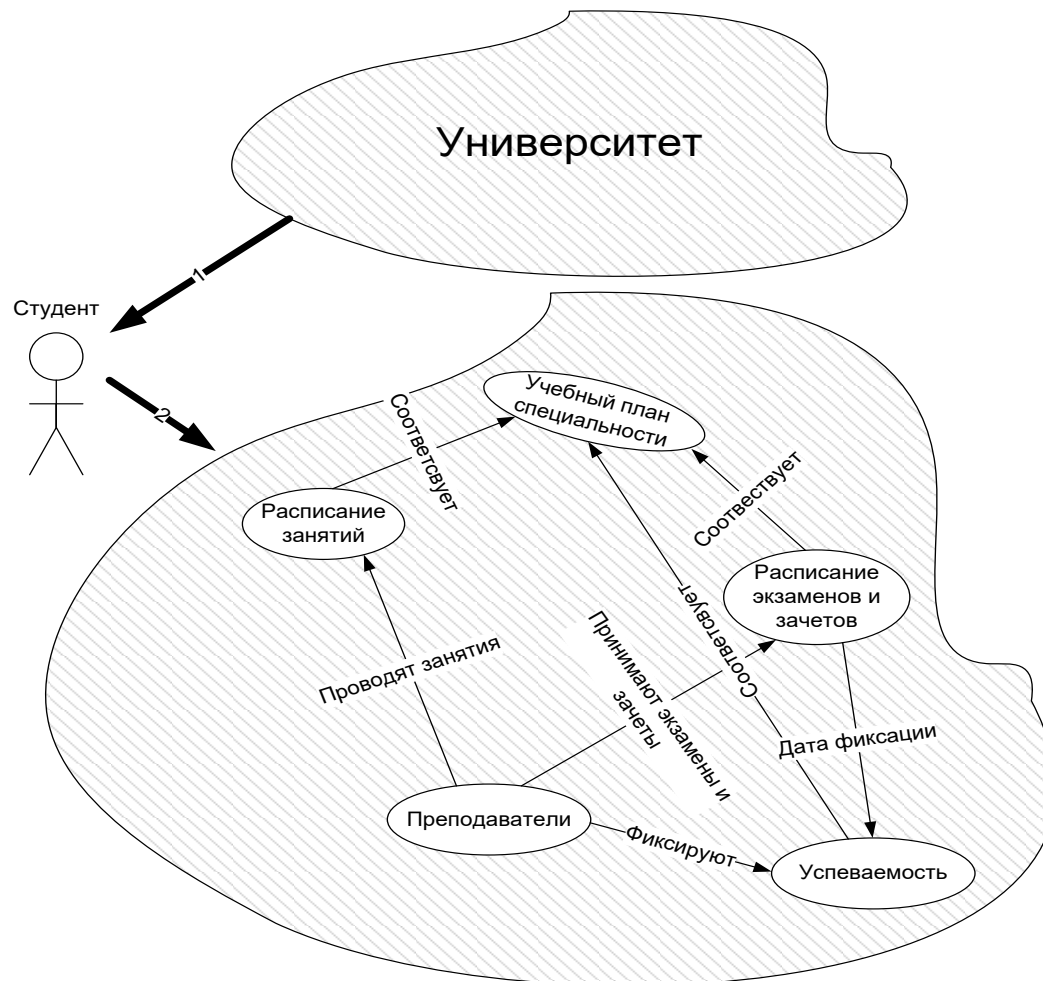 Университет
1
Студент
2
Учебный план
специальности
Соответсвует
Соотвествует
Расписание
занятий
Расписание
экзаменов и
зачетов
Соответсвует
Принимают экзамены и
зачеты
Проводят занятия
Дата фиксации
Преподаватели
Фиксируют
Успеваемость